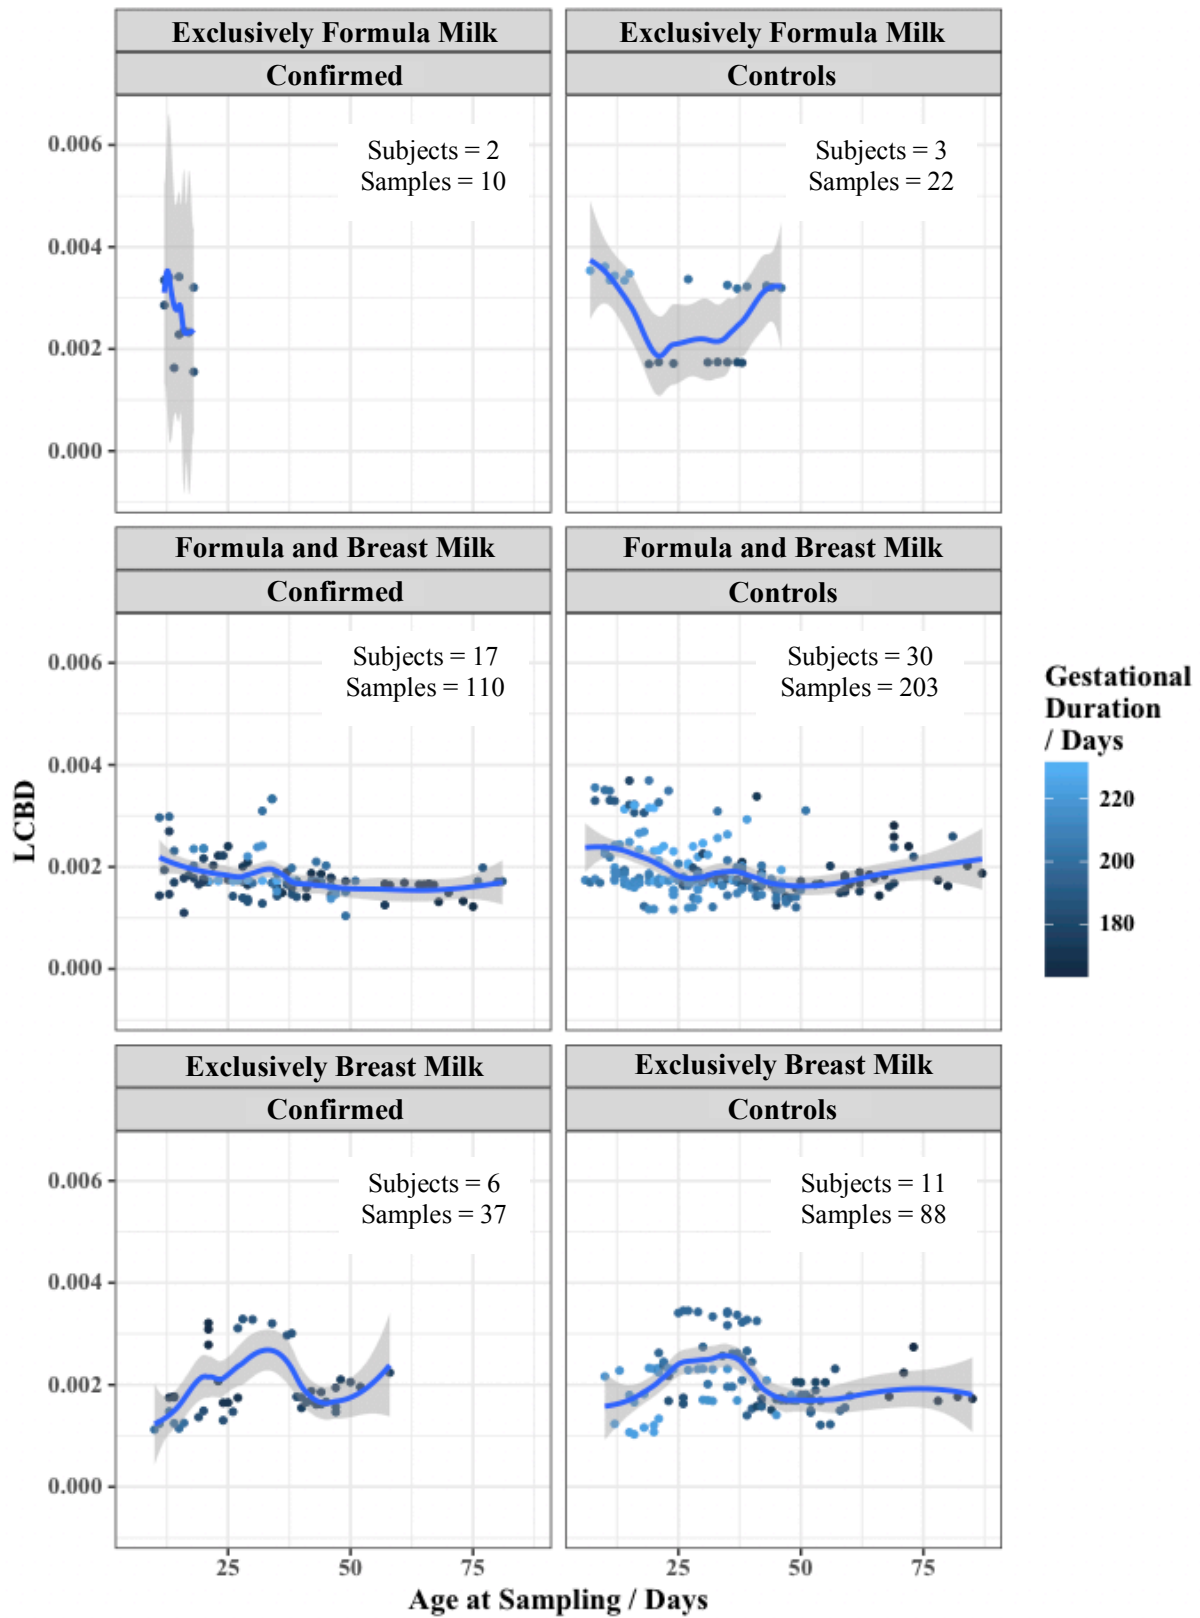 Exclusively Formula Milk
Confirmed
Subjects = 2
Samples = 10
0.006
0.004
0.002
0.000
Exclusively Formula Milk
Controls
Subjects = 3
Samples = 22
Formula and Breast Milk
Confirmed
Subjects = 17
Samples = 110
0.006
0.004
0.002
0.000
Formula and Breast Milk
Controls
Subjects = 30
Samples = 203
LCBD
Gestational
Duration
/ Days
220
200
180
Exclusively Breast Milk
Confirmed
Subjects = 6
Samples = 37
0.006
0.004
0.002
0.000
25 50 75
Exclusively Breast Milk
Controls
Subjects = 11
Samples = 88
25 50 75
Age at Sampling / Days